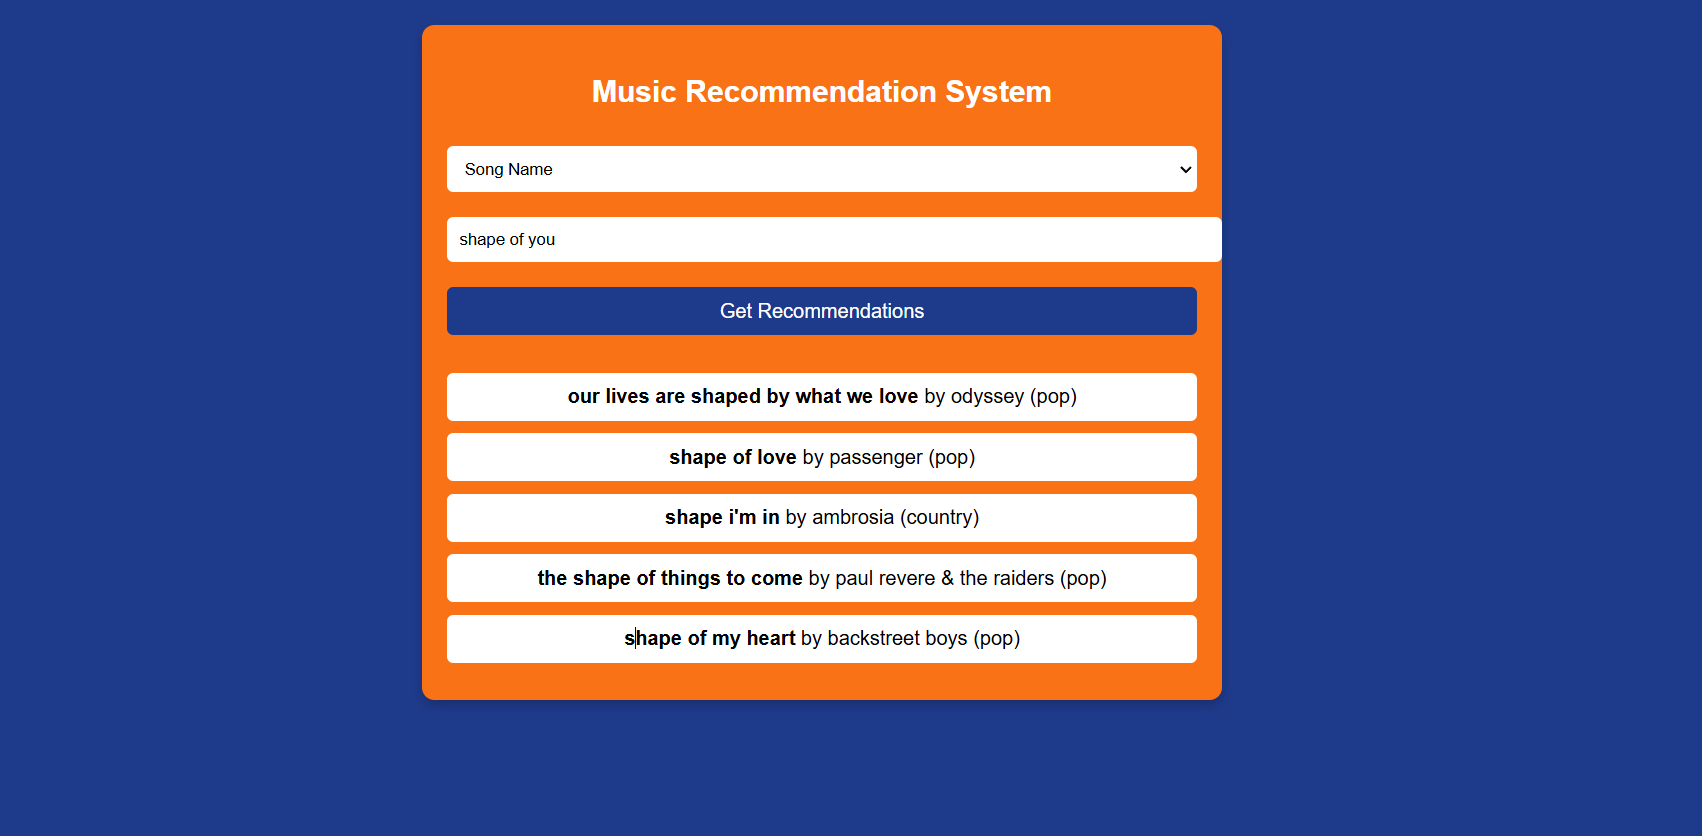 Music Recommendation System
Song Name
shape of you
Get Recommendations
our lives are shaped by what we love by odyssey (pop)
shape of love by passenger (pop)
shape i'm in by ambrosia (country)
the shape of things to come by paul revere & the raiders (pop)
shape of my heart by backstreet boys (pop)